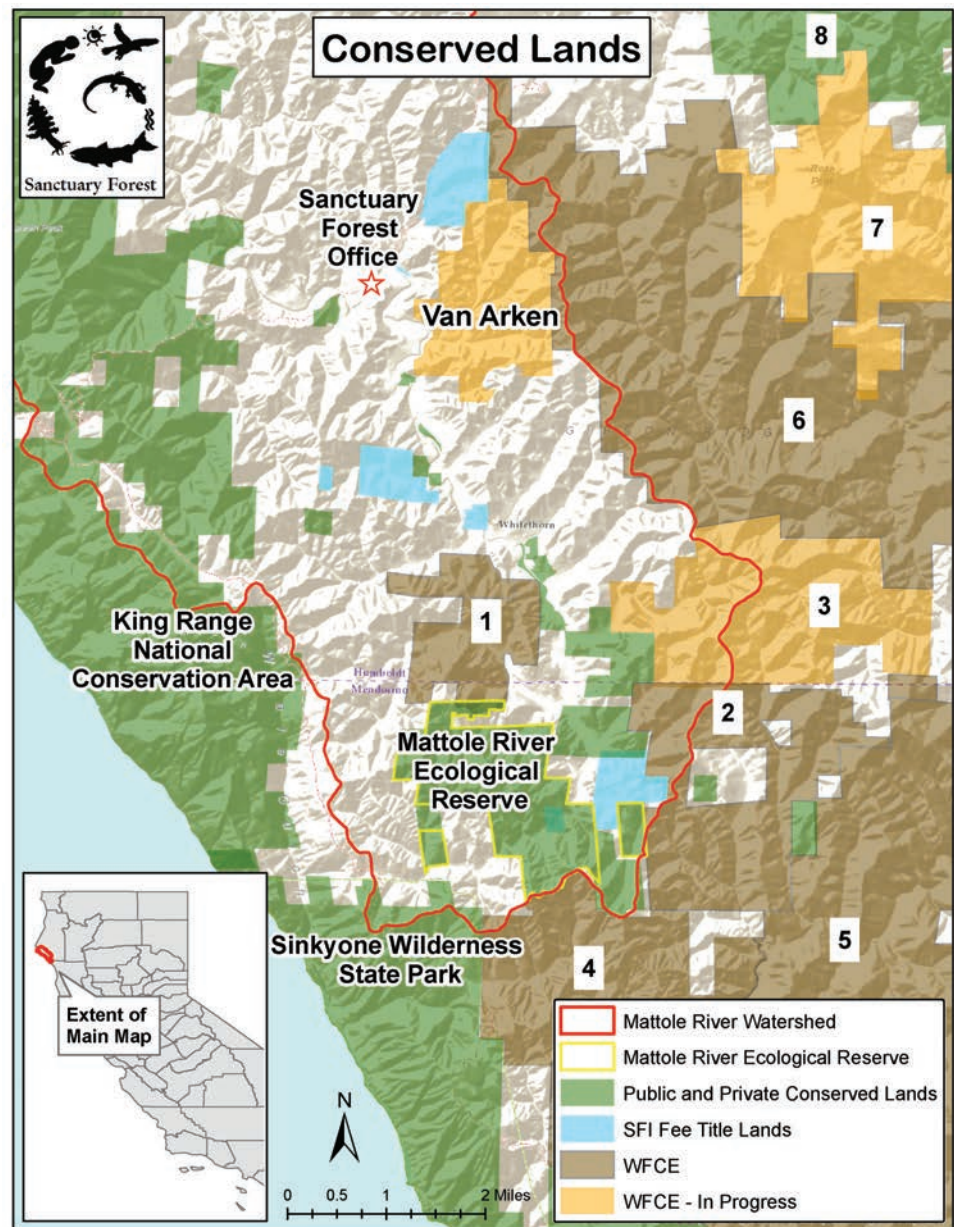 Conserved Lands
Sanctuary Forest
8
Sanctuary
Forest
Office
7
Van Arken
6
Whitethorn
1
3
King Range
National
Conservation Area
Humboldt
Mendocino
2
Mattole River
Ecological
Reserve
Sinkyone Wilderness
State Park
4
5
Extent of
Main Map
N
0 0.5 1 2 Miles
Mattole River Watershed
Mattole River Ecological Reserve
Public and Private Conserved Lands
SFI Fee Title Lands
WFCE
WFCE - In Progress